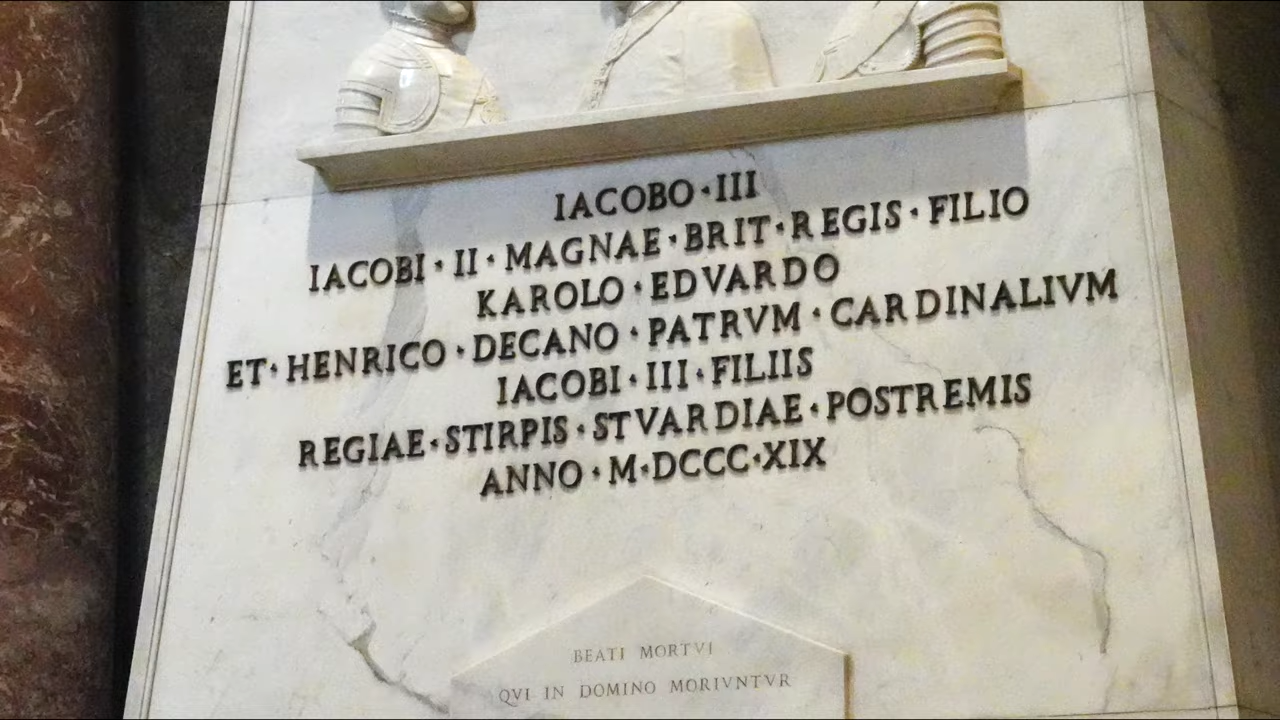 IACOBO·III
IACOBI·II·MAGNAE·BRIT·REGIS·FILIO
KAROLO·EDVARDO
ET·HENRICO·DECANO·PATRVM·CARDINALIVM
IACOBI·III·FILIIS
REGIAE·STIRPIS·STVARDIAE·POSTREMIS
ANNO·M·DCCC·XIX
BEATI MORTVI
QVI IN DOMINO MORIVNTVR